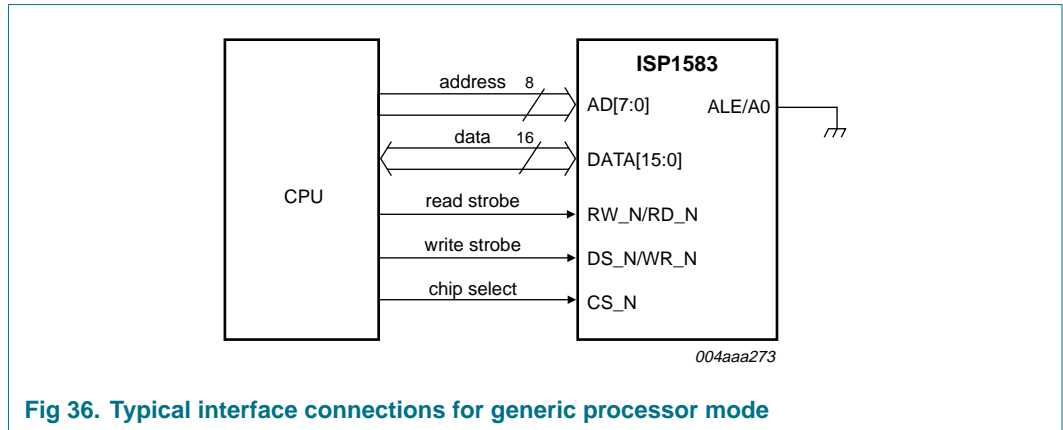 ISP1583
address 8
AD[7:0]
ALE/A0
data 16
DATA[15:0]
CPU
read strobe
RW_N/RD_N
write strobe
DS_N/WR_N
chip select
CS_N
004aaa273
Fig 36. Typical interface connections for generic processor mode